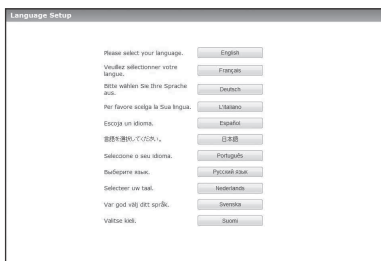 Language Setup
Please select your language. English
Veuillez sélectionner votre
langue. Français
Bitte wählen Sie Ihre Sprache
aus. Deutsch
Per favore scelga la Sua lingua. L'italiano
Escoja un idioma. Español
言語を選択してください。 日本語
Selecione o seu idioma. Português
Выберите язык. Русский язык
Selecteer uw taal. Nederlands
Var god välj ditt språk. Svenska
Valitse kieli. Suomi